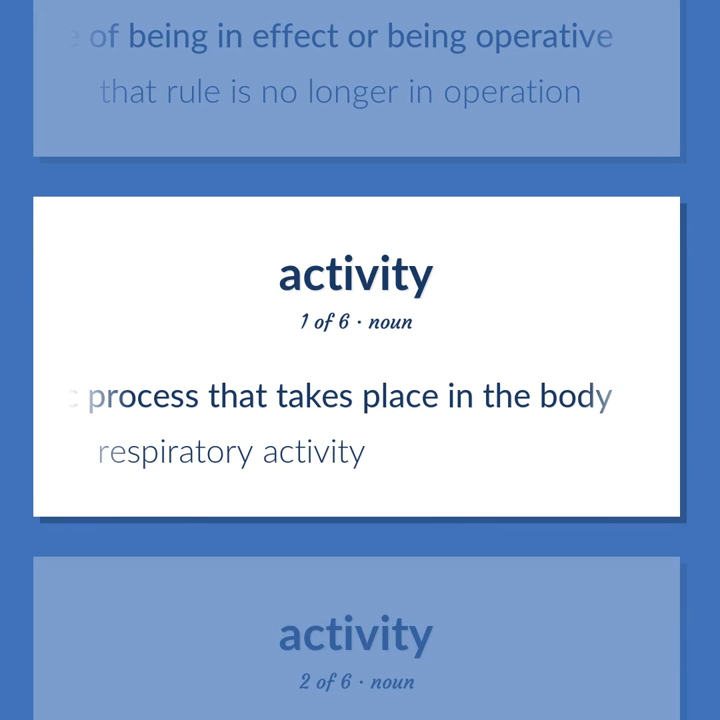 of being in effect or being operative
that rule is no longer in operation
activity
1 of 6 · noun
process that takes place in the body
respiratory activity
activity
2 of 6 · noun